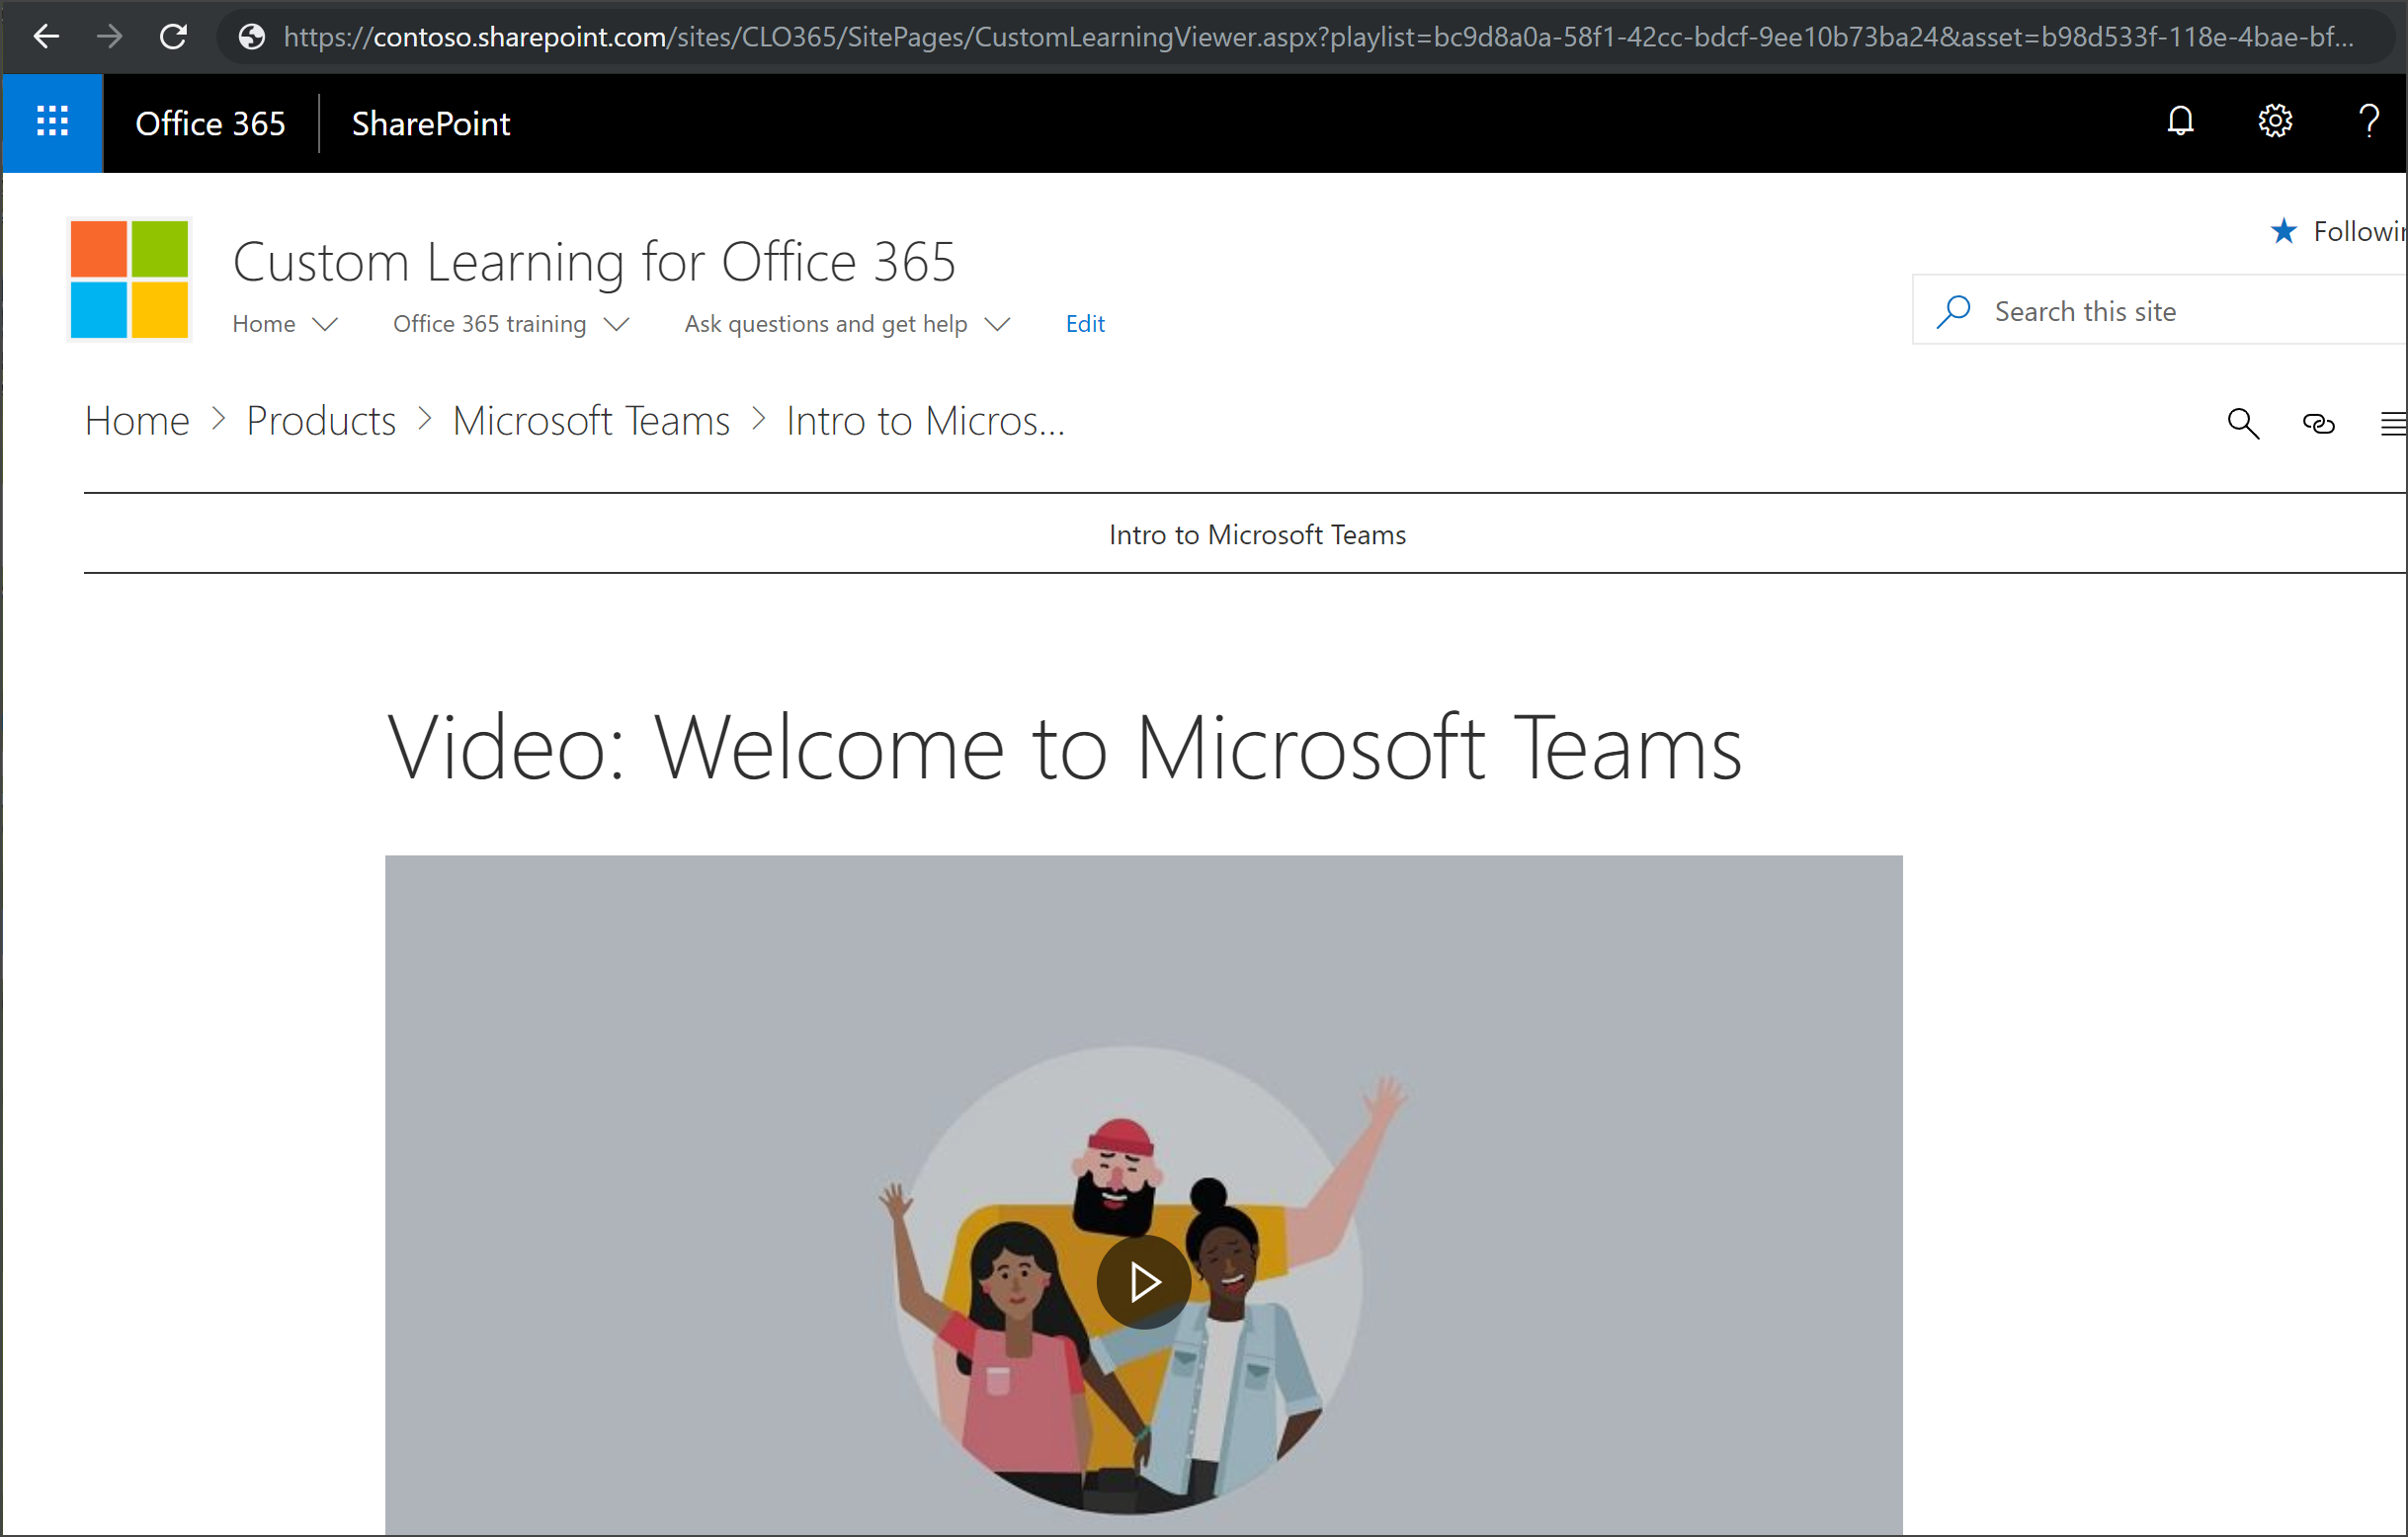 https://contoso.sharepoint.com/sites/CLO365/SitePages/CustomLearningViewer.aspx?playlist=bc9d8a0a-58f1-42cc-bdcf-9ee10b73ba24&asset=b98d533f-118e-4bae-bf...
Office 365 SharePoint
Custom Learning for Office 365
Following
Home Office 365 training Ask questions and get help Edit
Search this site
Home > Products > Microsoft Teams > Intro to Micros...
Intro to Microsoft Teams
Video: Welcome to Microsoft Teams